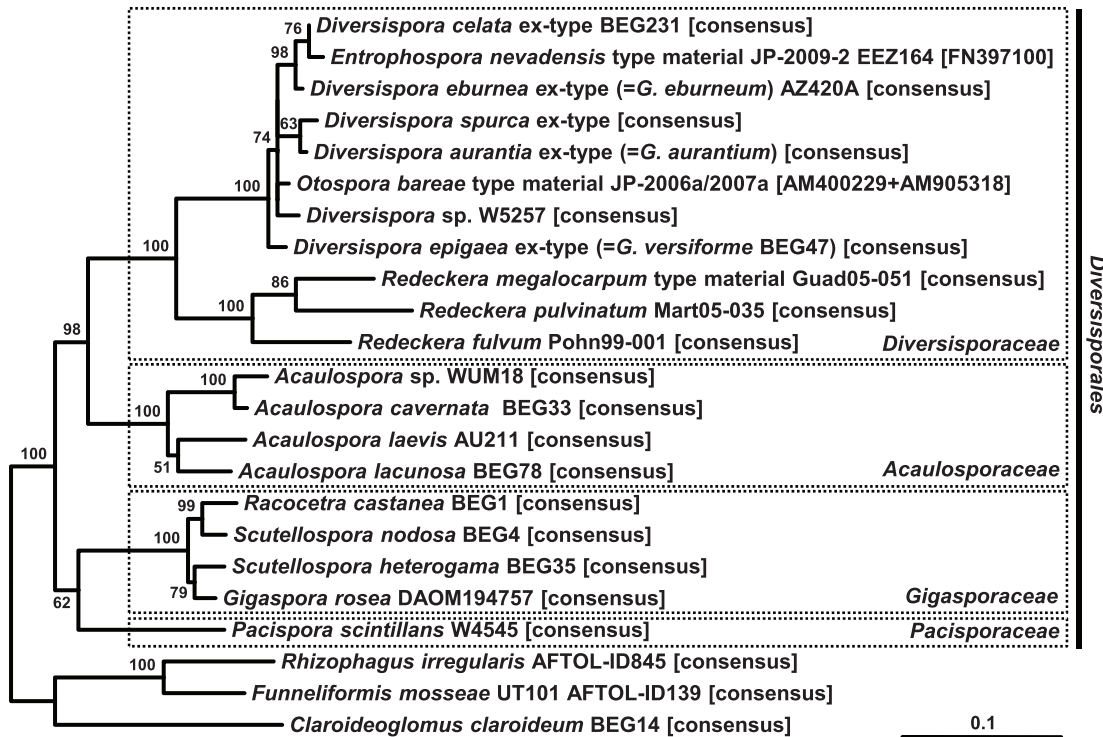 Diversispora celata ex-type BEG231 [consensus]
76
Entrophospora nevadensis type material JP-2009-2 EEZ164 [FN397100]
98
Diversispora eburnea ex-type (=G. eburneum) AZ420A [consensus]
Diversispora spurca ex-type [consensus]
63
74
Diversispora aurantia ex-type (=G. aurantium) [consensus]
Otospora bareae type material JP-2006a/2007a [AM400229+AM905318]
100
Diversispora sp. W5257 [consensus]
Diversispora epigaea ex-type (=G. versiforme BEG47) [consensus]
100
Redeckera megalocarpum type material Guad05-051 [consensus]
86
Redeckera pulvinatum Mart05-035 [consensus]
100
Redeckera fulvum Pohn99-001 [consensus]
Diversisporaceae
98
Acaulospora sp. WUM18 [consensus]
100
Acaulospora cavernata BEG33 [consensus]
100
Acaulospora laevis AU211 [consensus]
51
Acaulospora lacunosa BEG78 [consensus]
Acaulosporaceae
100
Racocetra castanea BEG1 [consensus]
99
Scutellospora nodosa BEG4 [consensus]
100
Scutellospora heterogama BEG35 [consensus]
79
Gigaspora rosea DAOM194757 [consensus]
Gigasporaceae
62
Pacispora scintillans W4545 [consensus]
Pacisporaceae
Diversisporales
Rhizophagus irregularis AFTOL-ID845 [consensus]
100
Funneliformis mosseae UT101 AFTOL-ID139 [consensus]
Claroideoglomus claroideum BEG14 [consensus]
0.1